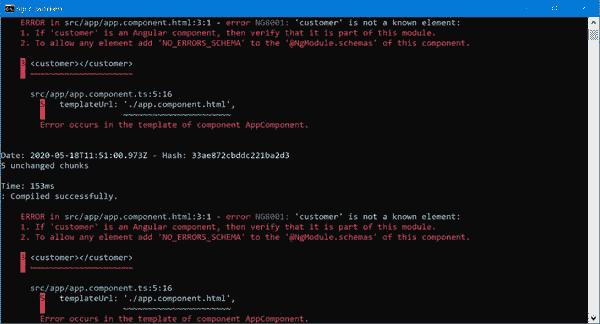 ERROR in src/app/app.component.html:3:1 - error NG8001: 'customer' is not a known element:
1. If 'customer' is an Angular component, then verify that it is part of this module.
2. To allow any element add 'NO_ERRORS_SCHEMA' to the '@NgModule.schemas' of this component.
3 <customer></customer>
~~~~~~~~~~~~~~~~~~~~~
src/app/app.component.ts:5:16
5 templateUrl: './app.component.html',
~~~~~~~~~~~~~~~~~~~~~~
Error occurs in the template of component AppComponent.
Date: 2020-05-18T11:51:00.973Z - Hash: 33ae872cbddc221ba2d3
5 unchanged chunks
Time: 153ms
: Compiled successfully.
ERROR in src/app/app.component.html:3:1 - error NG8001: 'customer' is not a known element:
1. If 'customer' is an Angular component, then verify that it is part of this module.
2. To allow any element add 'NO_ERRORS_SCHEMA' to the '@NgModule.schemas' of this component.
3 <customer></customer>
~~~~~~~~~~~~~~~~~~~~~
src/app/app.component.ts:5:16
5 templateUrl: './app.component.html',
~~~~~~~~~~~~~~~~~~~~~~
Error occurs in the template of component AppComponent.